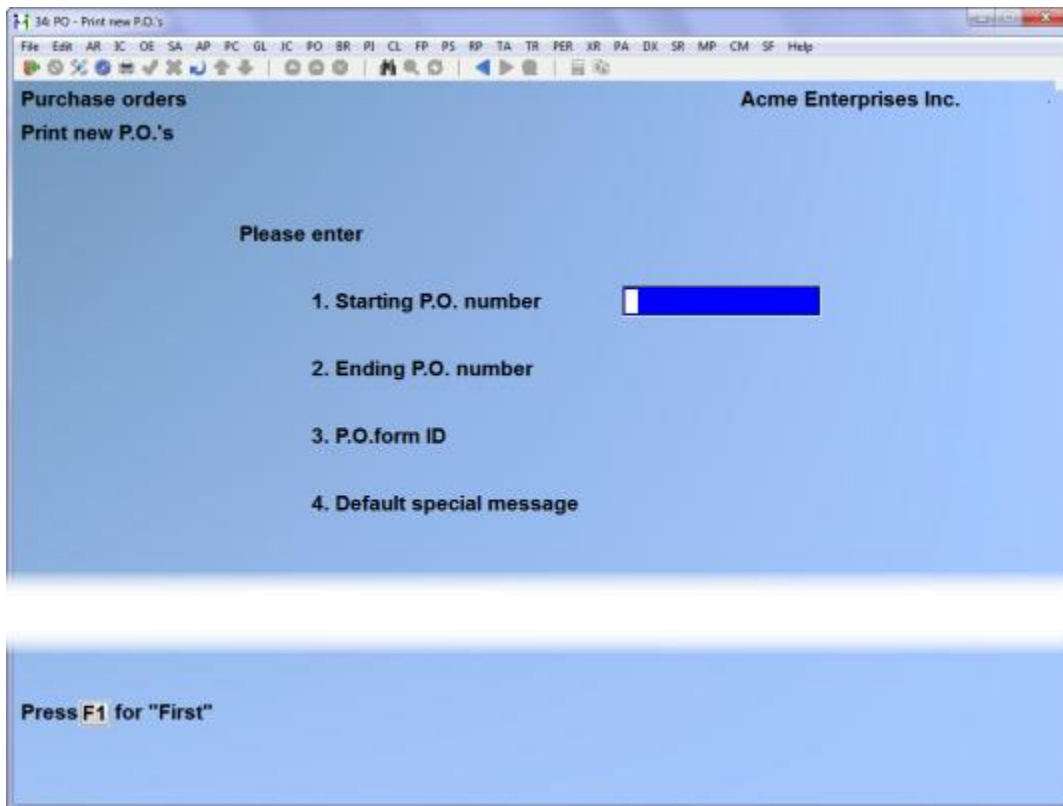 34: PO - Print new P.O.'s
File Edit AR IC OE SA AP PC GL JC PO BR PJ CL FP PS RP TA TR PER XR PA DX SR MP CM SF Help
Purchase orders Acme Enterprises Inc.
Print new P.O.'s
Please enter
1. Starting P.O. number
2. Ending P.O. number
3. P.O.form ID
4. Default special message
Press F1 for "First"